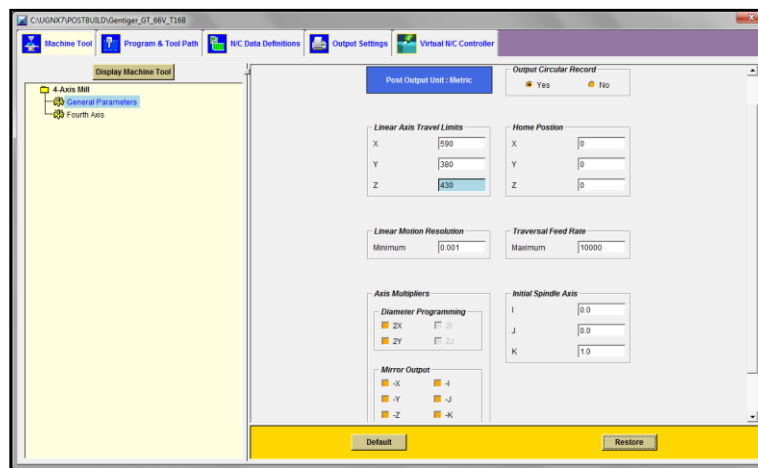 C:\UGNX7\POSTBUILD\Gentiger_GT_66V_T16B
Machine Tool
Program & Tool Path
N/C Data Definitions
Output Settings
Virtual N/C Controller
Display Machine Tool
4-Axis Mill
General Parameters
Fourth Axis
Post Output Unit : Metric
Output Circular Record
Yes No
Linear Axis Travel Limits
X 590
Y 380
Z 430
Home Postion
X 0
Y 0
Z 0
Linear Motion Resolution
Minimum 0.001
Traversal Feed Rate
Maximum 10000
Axis Multipliers
Diameter Programming
2X 2I
2Y 2J
Mirror Output
-X -I
-Y -J
-Z -K
Initial Spindle Axis
I 0.0
J 0.0
K 1.0
Default
Restore